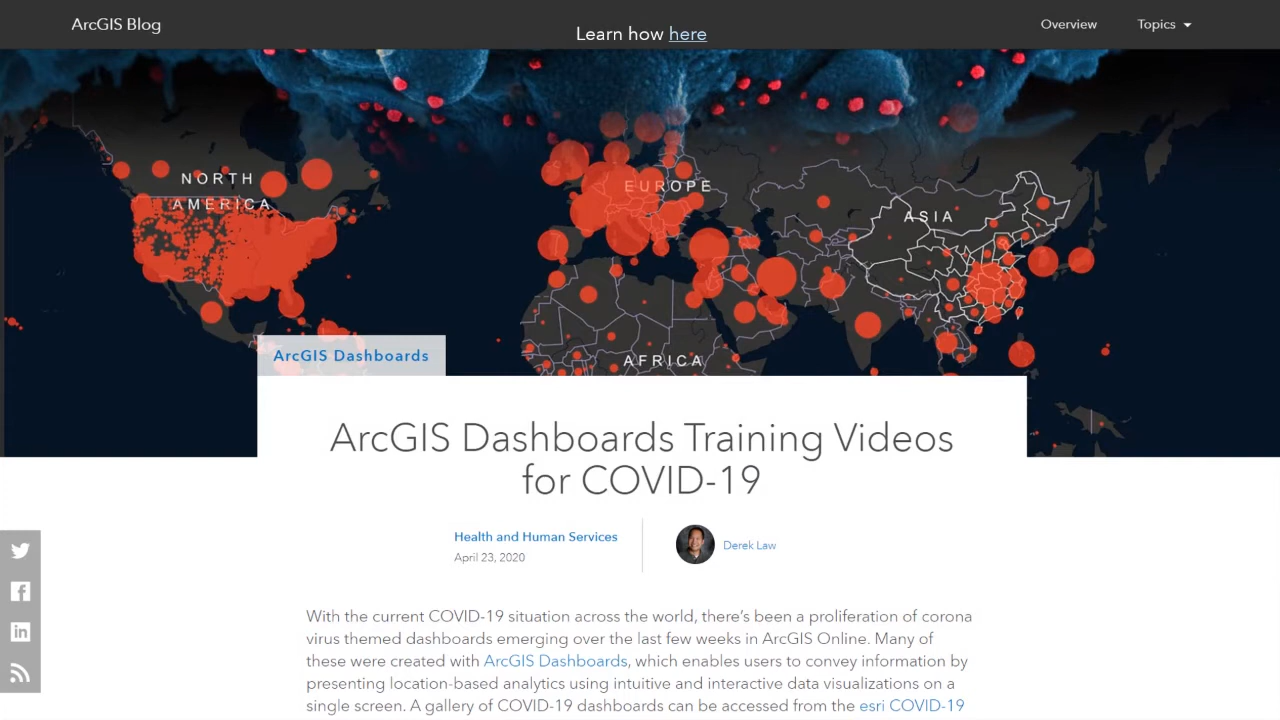 ArcGIS Blog
Learn how here
Overview
Topics
NORTH
AMERICA
EUROPE
ASIA
AFRICA
ArcGIS Dashboards
ArcGIS Dashboards Training Videos
for COVID-19
Health and Human Services
April 23, 2020
Derek Law
With the current COVID-19 situation across the world, there's been a proliferation of corona
virus themed dashboards emerging over the last few weeks in ArcGIS Online. Many of
these were created with ArcGIS Dashboards, which enables users to convey information by
presenting location-based analytics using intuitive and interactive data visualizations on a
single screen. A gallery of COVID-19 dashboards can be accessed from the esri COVID-19